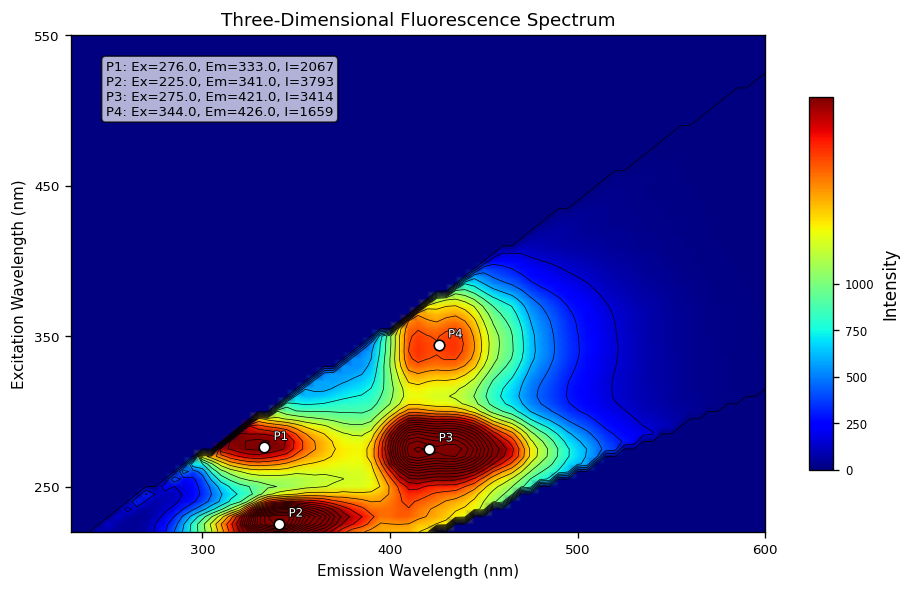 Three-Dimensional Fluorescence Spectrum
550
450
350
250
300
400
500
600
Excitation Wavelength (nm)
Emission Wavelength (nm)
P1: Ex=276.0, Em=333.0, I=2067
P2: Ex=225.0, Em=341.0, I=3793
P3: Ex=275.0, Em=421.0, I=3414
P4: Ex=344.0, Em=426.0, I=1659
P4
P1
P3
P2
1000
750
500
250
0
Intensity